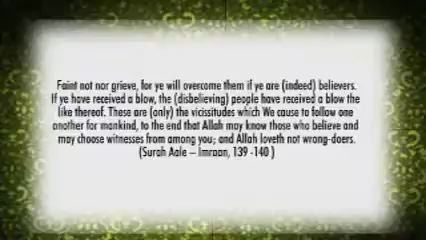 Faint not nor grieve, for ye will overcome them if ye are (indeed) believers.
If ye have received a blow, the (disbelieving) people have received a blow the
like thereof. These are (only) the vicissitudes which We cause to follow one
another for mankind, to the end that Allah may know those who believe and
may choose witnesses from among you; and Allah loveth not wrong-doers.
(Surah Aale – Imraan, 139 -140 )